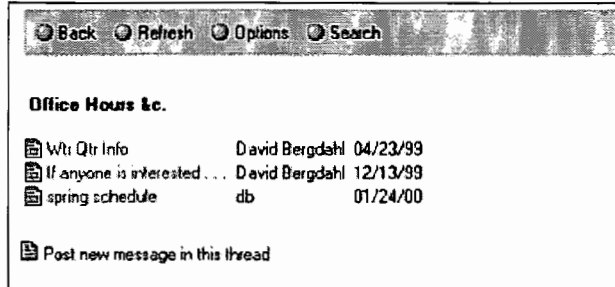 Back Refresh Options Search
Office Hours &c.
Wtr Qtr Info David Bergdahl 04/23/99
If anyone is interested . . . David Bergdahl 12/13/99
spring schedule db 01/24/00
Post new message in this thread